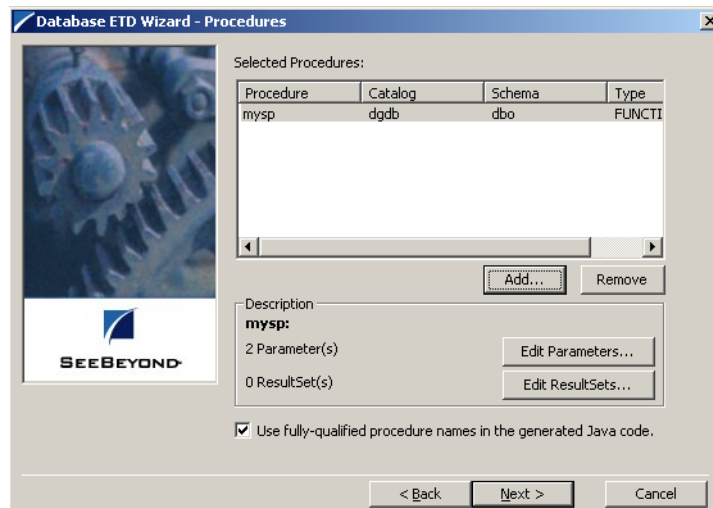 Database ETD Wizard - Procedures
Selected Procedures:
Procedure Catalog Schema Type
mysp dgdb dbo FUNCTI
Add... Remove
Description
mysp:
2 Parameter(s) Edit Parameters...
0 ResultSet(s) Edit ResultSets...
SEEBEYOND
Use fully-qualified procedure names in the generated Java code.
< Back Next > Cancel